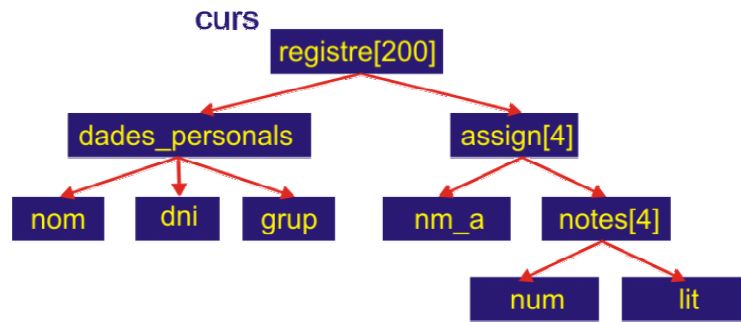 curs
registre[200]
dades_personals
assign[4]
nom
dni
grup
nm_a
notes[4]
num
lit